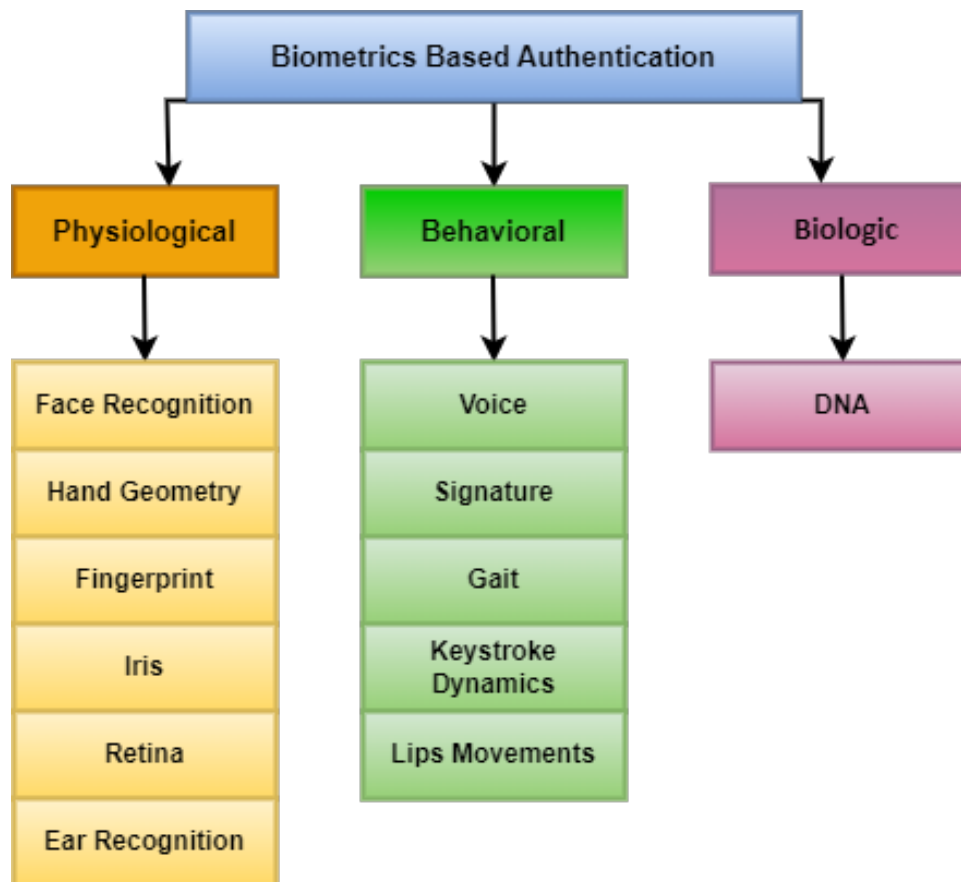 Biometrics Based Authentication
Physiological
Behavioral
Biologic
Face Recognition
Hand Geometry
Fingerprint
Iris
Retina
Ear Recognition
Voice
Signature
Gait
Keystroke
Dynamics
Lips Movements
DNA